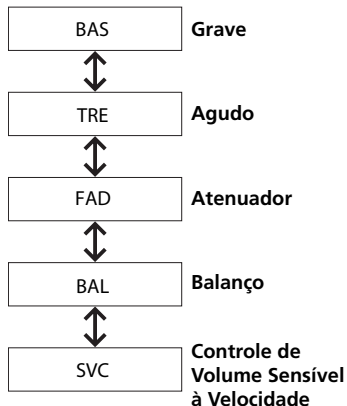 BAS Grave
TRE Agudo
FAD Atenuador
BAL Balanço
SVC Controle de
Volume Sensível
à Velocidade